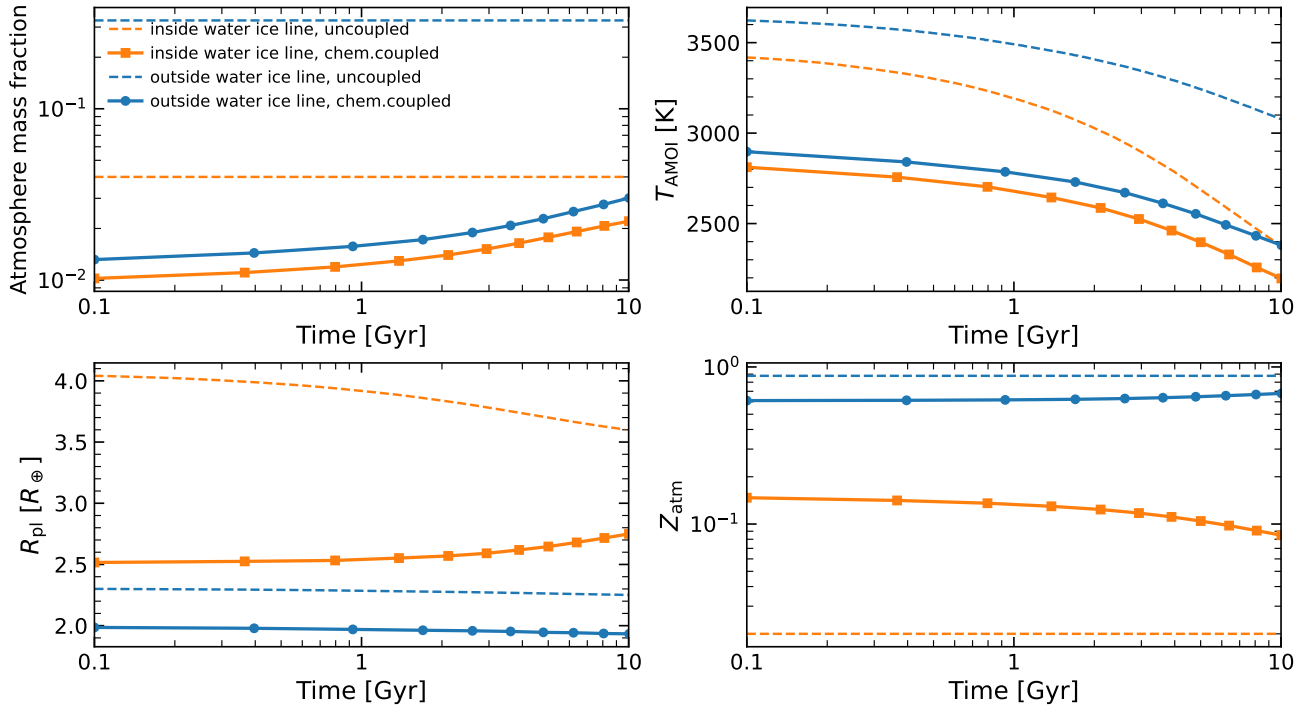 Atmosphere mass fraction
10⁻¹
10⁻²
inside water ice line, uncoupled
inside water ice line, chem.coupled
outside water ice line, uncoupled
outside water ice line, chem.coupled
0.1 1 10
Time [Gyr]
T_AMOI [K]
3500
3000
2500
0.1 1 10
Time [Gyr]
R_pl [R_⊕]
4.0
3.5
3.0
2.5
2.0
0.1 1 10
Time [Gyr]
Z_atm
10⁰
10⁻¹
0.1 1 10
Time [Gyr]